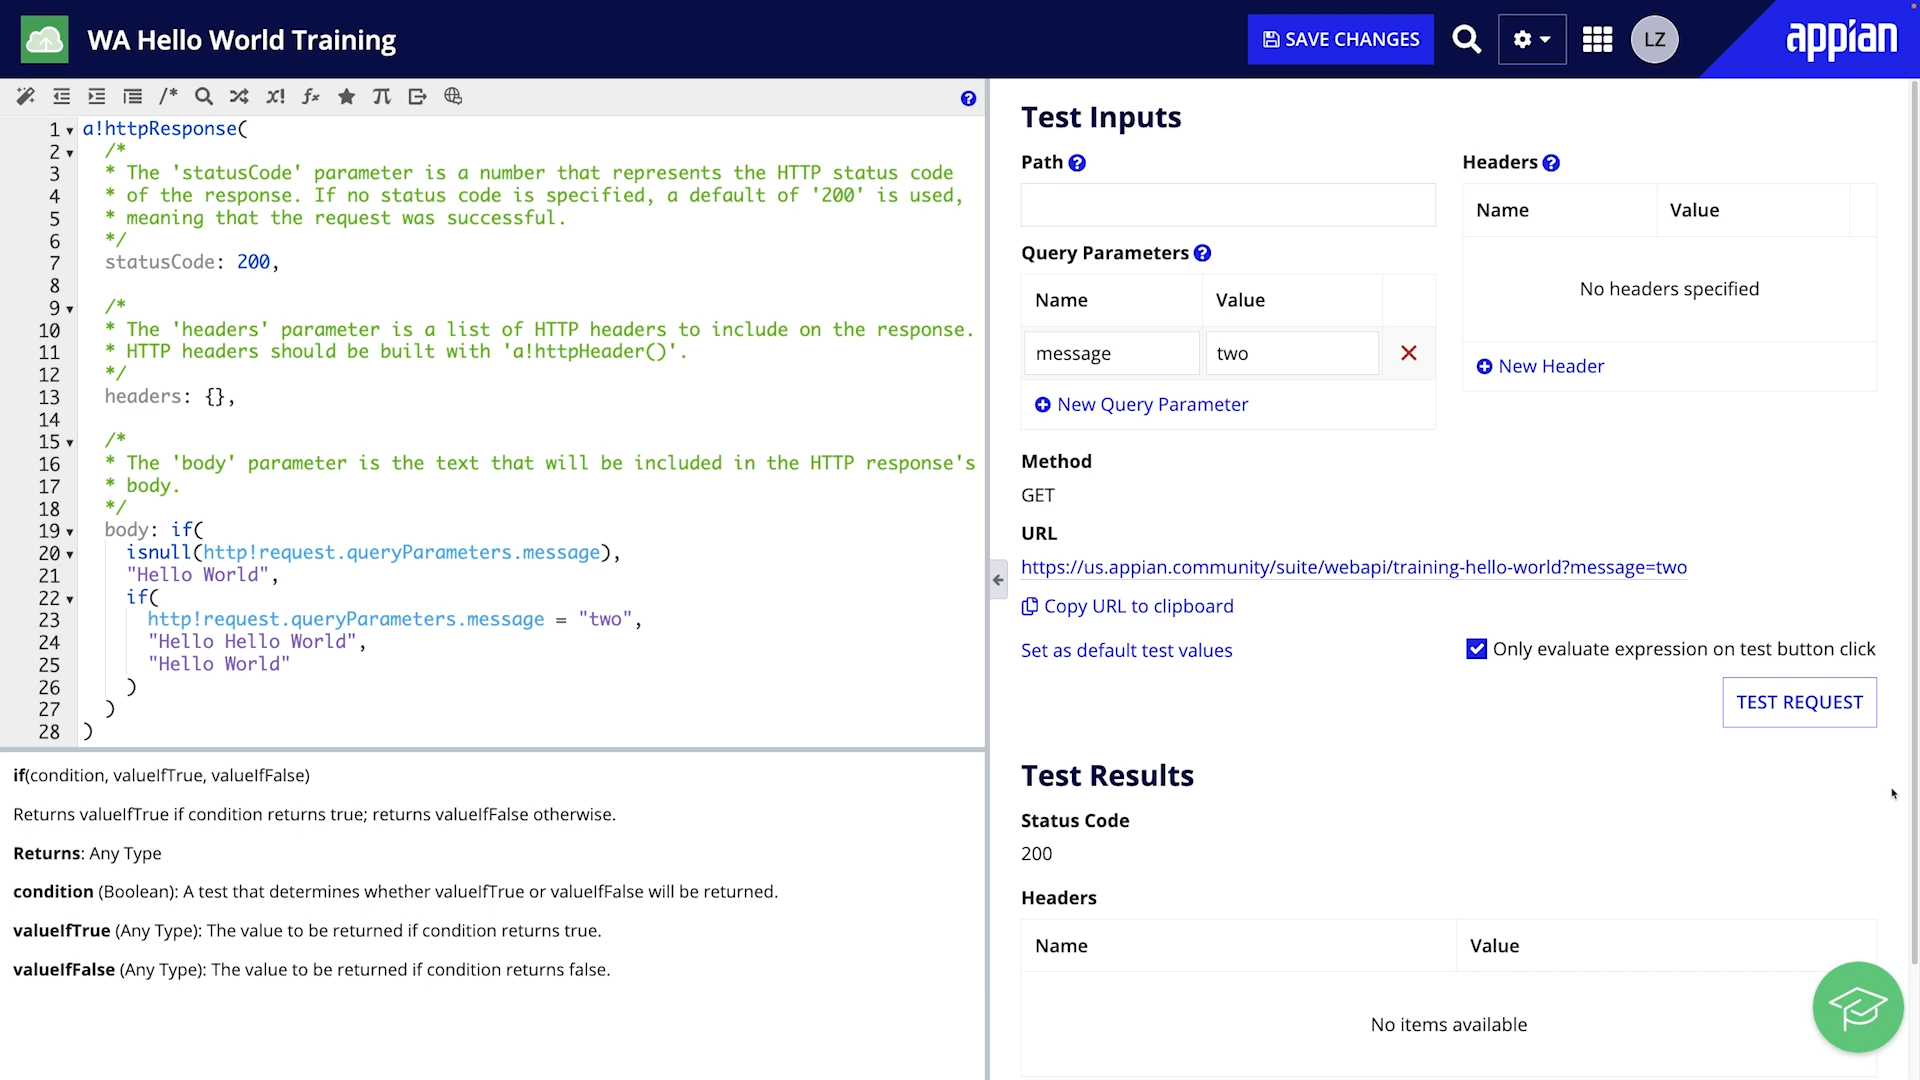 WA Hello World Training
SAVE CHANGES
LZ
appian
1 a!httpResponse(
2 /*
3 * The 'statusCode' parameter is a number that represents the HTTP status code
4 * of the response. If no status code is specified, a default of '200' is used,
5 * meaning that the request was successful.
6 */
7 statusCode: 200,
8
9 /*
10 * The 'headers' parameter is a list of HTTP headers to include on the response.
11 * HTTP headers should be built with 'a!httpHeader()'.
12 */
13 headers: {},
14
15 /*
16 * The 'body' parameter is the text that will be included in the HTTP response's
17 * body.
18 */
19 body: if(
20 isnull(http!request.queryParameters.message),
21 "Hello World",
22 if(
23 http!request.queryParameters.message = "two",
24 "Hello Hello World",
25 "Hello World"
26 )
27 )
28 )
if(condition, valueIfTrue, valueIfFalse)
Returns valueIfTrue if condition returns true; returns valueIfFalse otherwise.
Returns: Any Type
condition (Boolean): A test that determines whether valueIfTrue or valueIfFalse will be returned.
valueIfTrue (Any Type): The value to be returned if condition returns true.
valueIfFalse (Any Type): The value to be returned if condition returns false.
Test Inputs
Path
Headers
Name Value
No headers specified
New Header
Query Parameters
Name Value
message two
New Query Parameter
Method
GET
URL
https://us.appian.community/suite/webapi/training-hello-world?message=two
Copy URL to clipboard
Set as default test values
Only evaluate expression on test button click
TEST REQUEST
Test Results
Status Code
200
Headers
Name Value
No items available